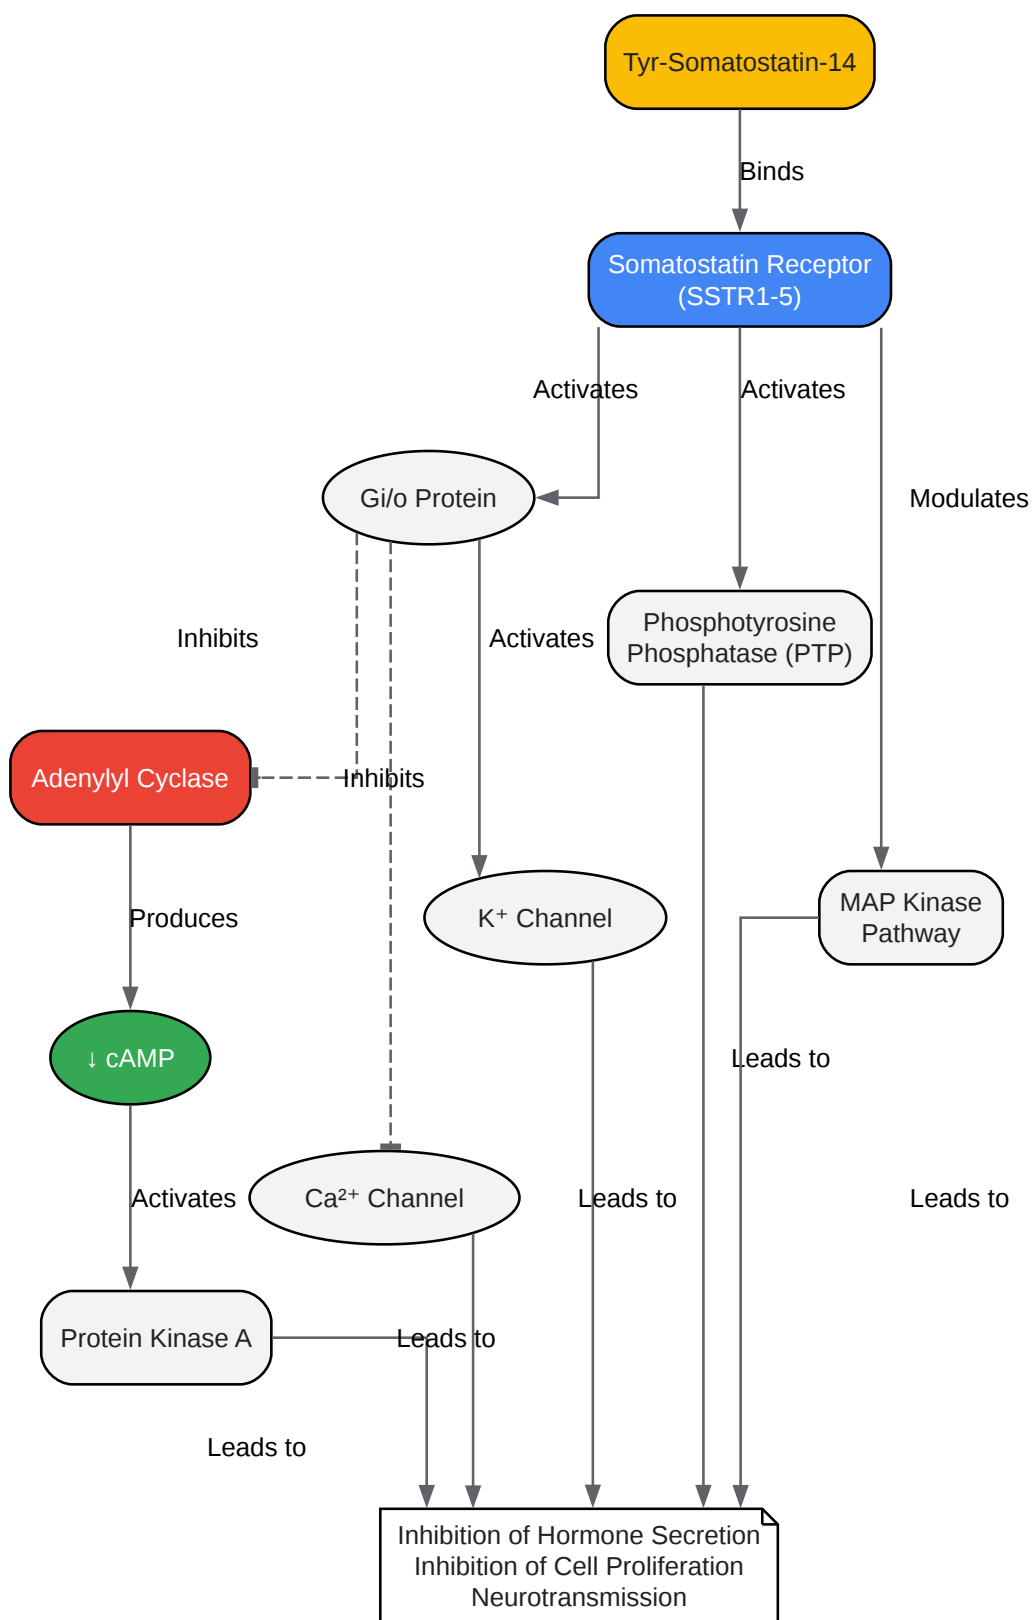 Tyr-Somatostatin-14
Binds
Somatostatin Receptor
(SSTR1-5)
Activates
Activates
Gi/o Protein
Modulates
Inhibits
Activates
Phosphotyrosine
Phosphatase (PTP)
Adenylyl Cyclase
Inhibits
Produces
K⁺ Channel
MAP Kinase
Pathway
↓ cAMP
Leads to
Activates
Ca²⁺ Channel
Leads to
Leads to
Protein Kinase A
Leads to
Leads to
Inhibition of Hormone Secretion
Inhibition of Cell Proliferation
Neurotransmission